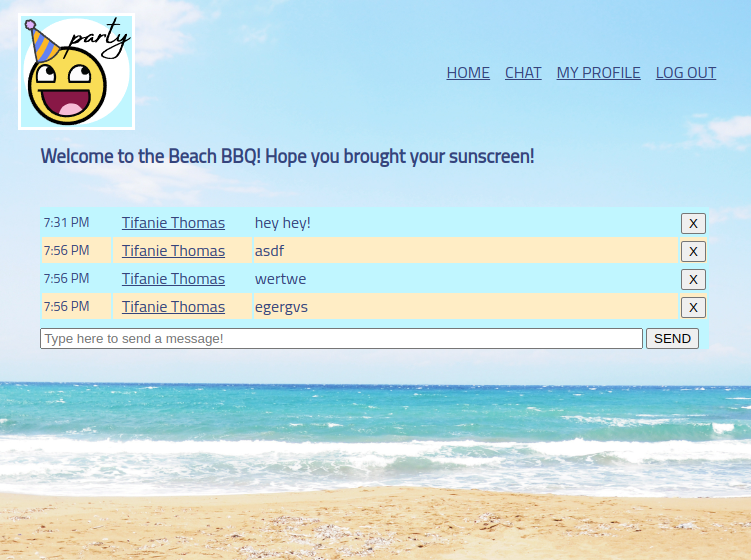 party
HOME CHAT MY PROFILE LOG OUT
Welcome to the Beach BBQ! Hope you brought your sunscreen!
7:31 PM Tifanie Thomas hey hey! X
7:56 PM Tifanie Thomas asdf X
7:56 PM Tifanie Thomas wertwe X
7:56 PM Tifanie Thomas egergvs X
Type here to send a message! SEND